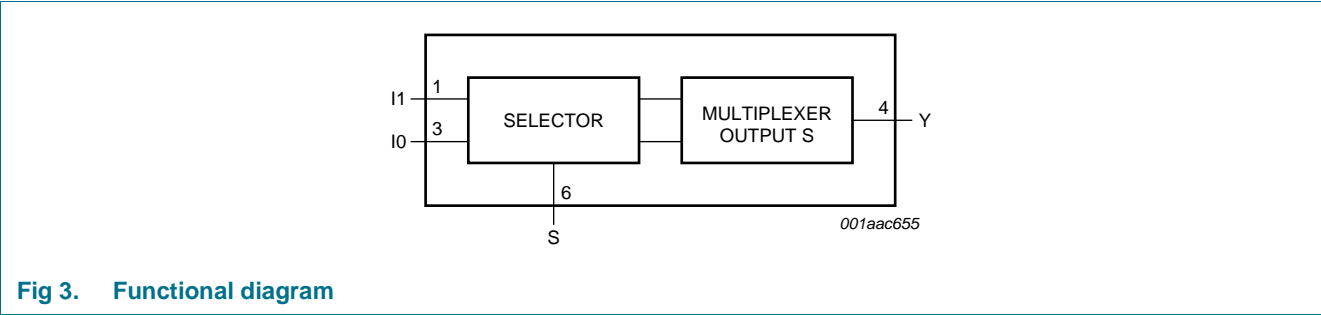 I1
1
I0
3
SELECTOR
MULTIPLEXER
OUTPUT S
4
Y
6
S
001aac655
Fig 3. Functional diagram